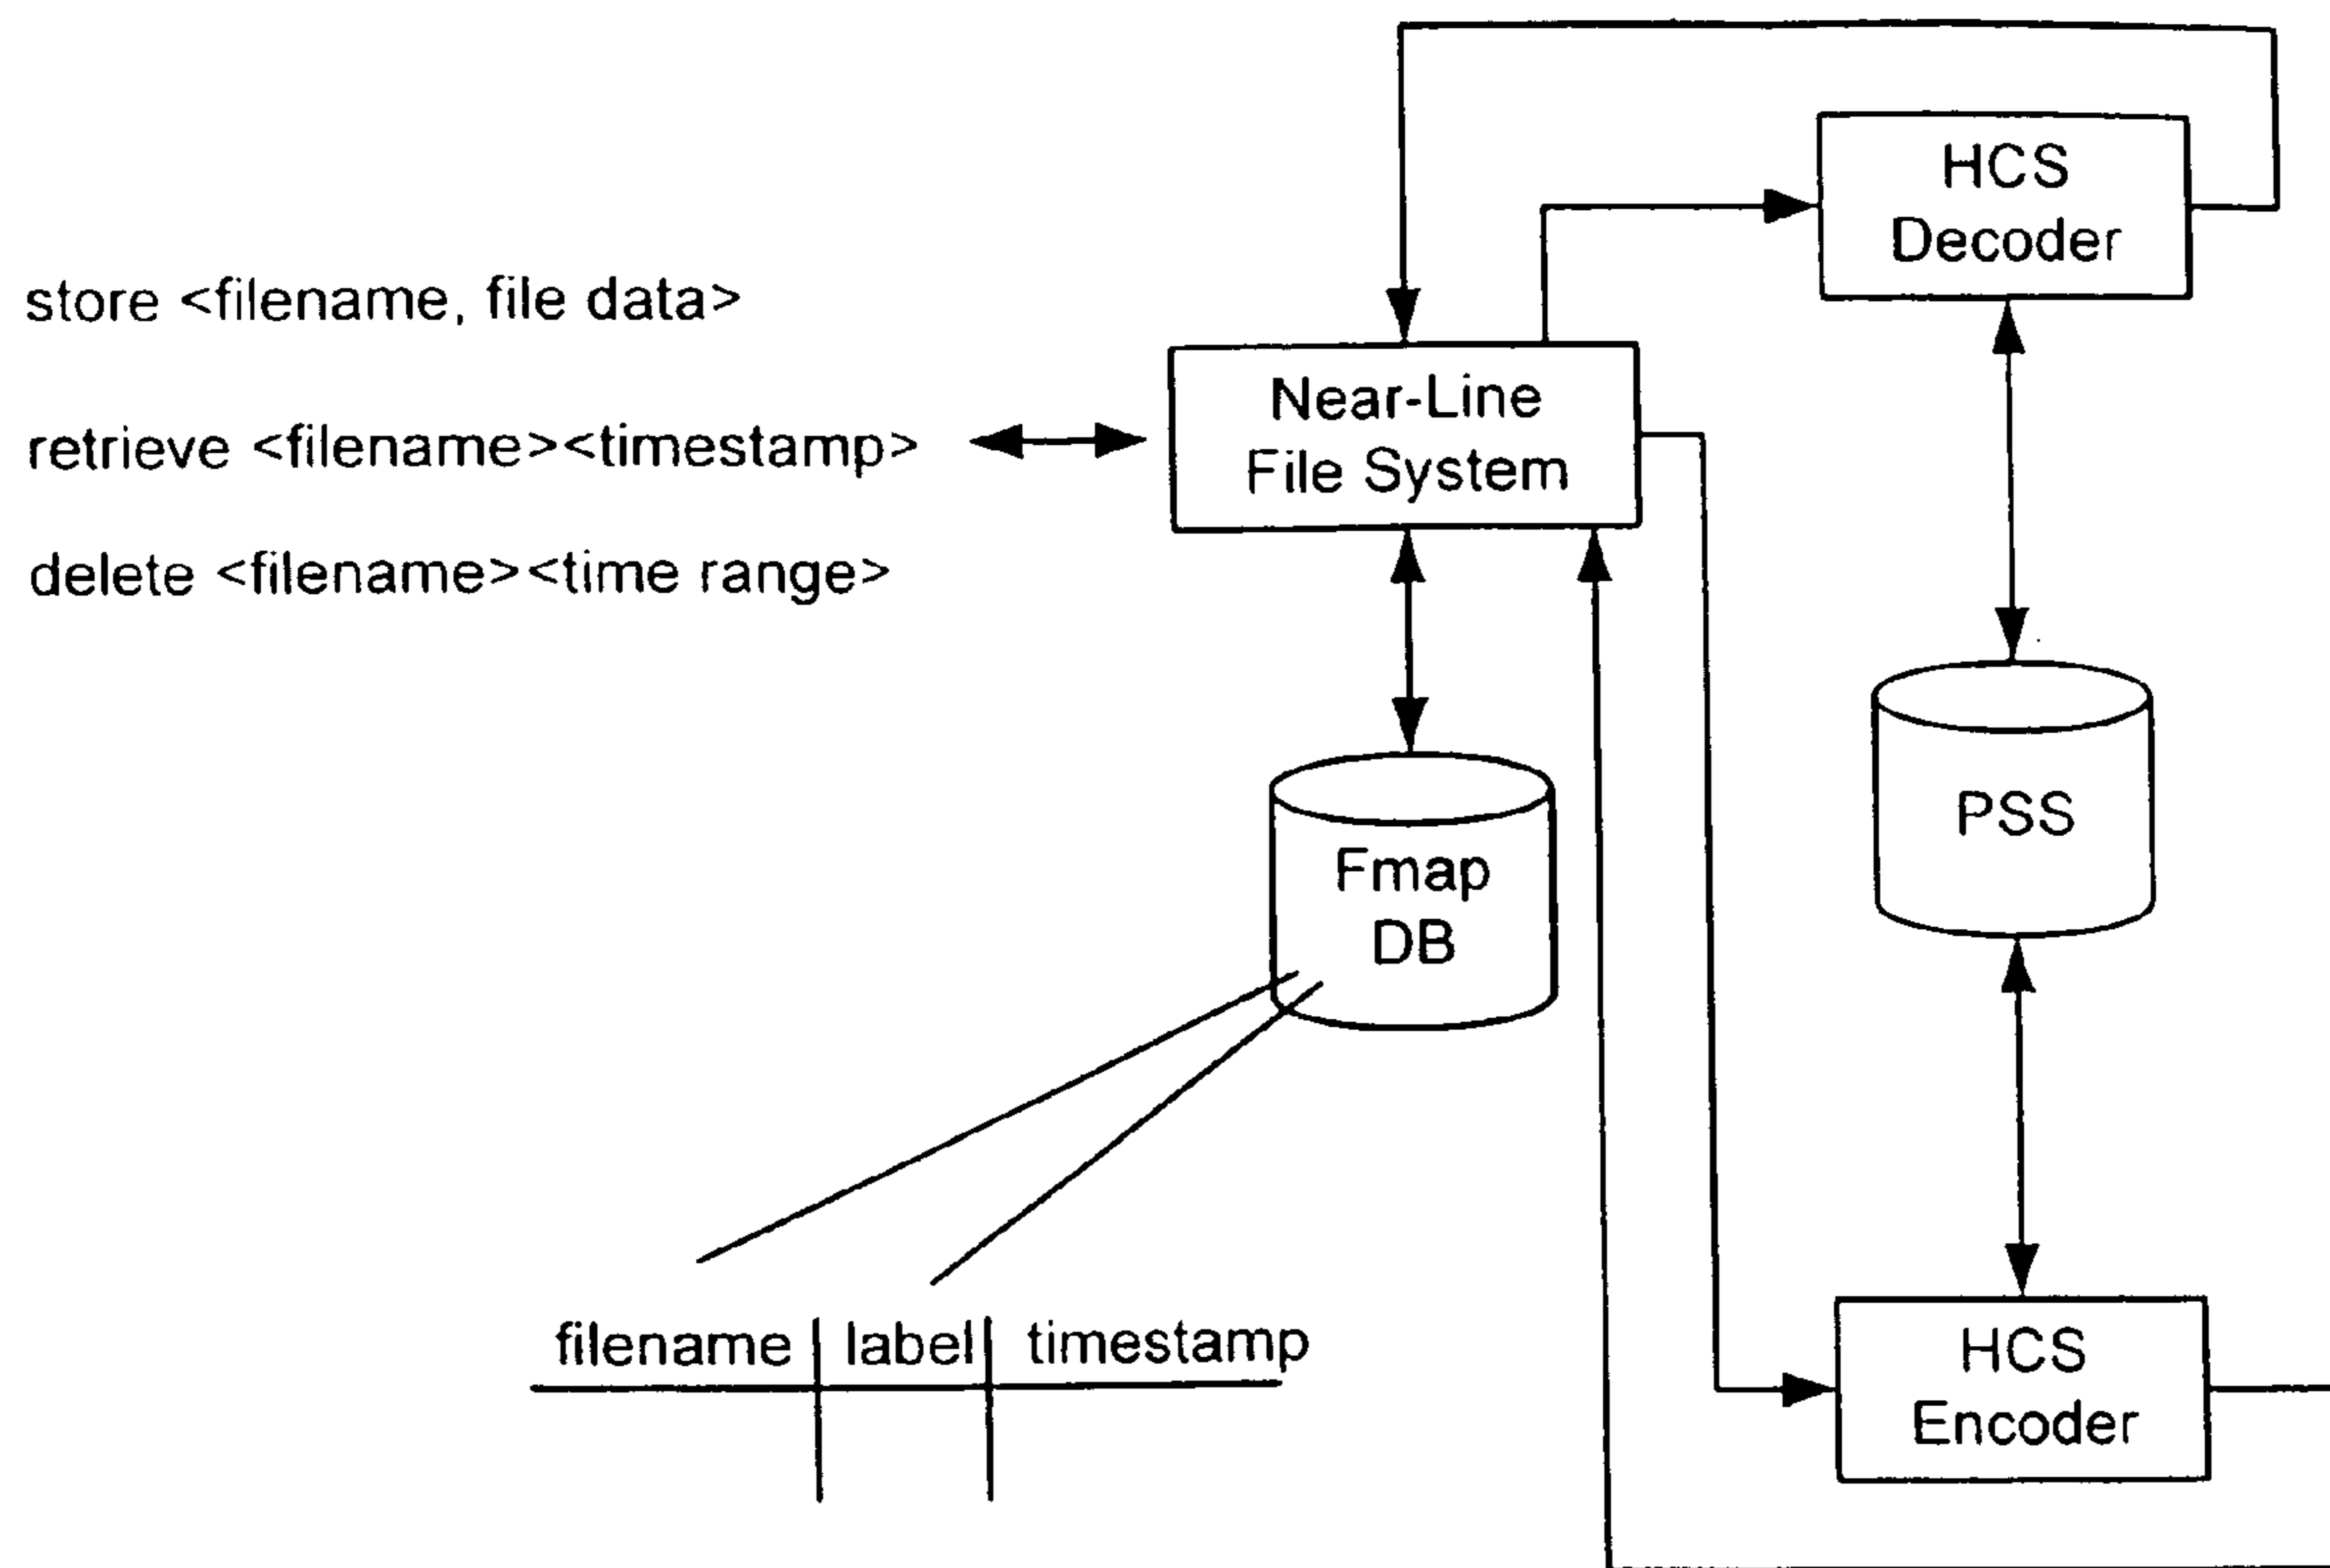 HCS
Decoder
store <filename, file data>
Near-Line
File System
retrieve <filename><timestamp>
delete <filename><time range>
PSS
Fmap
DB
filename label timestamp
HCS
Encoder